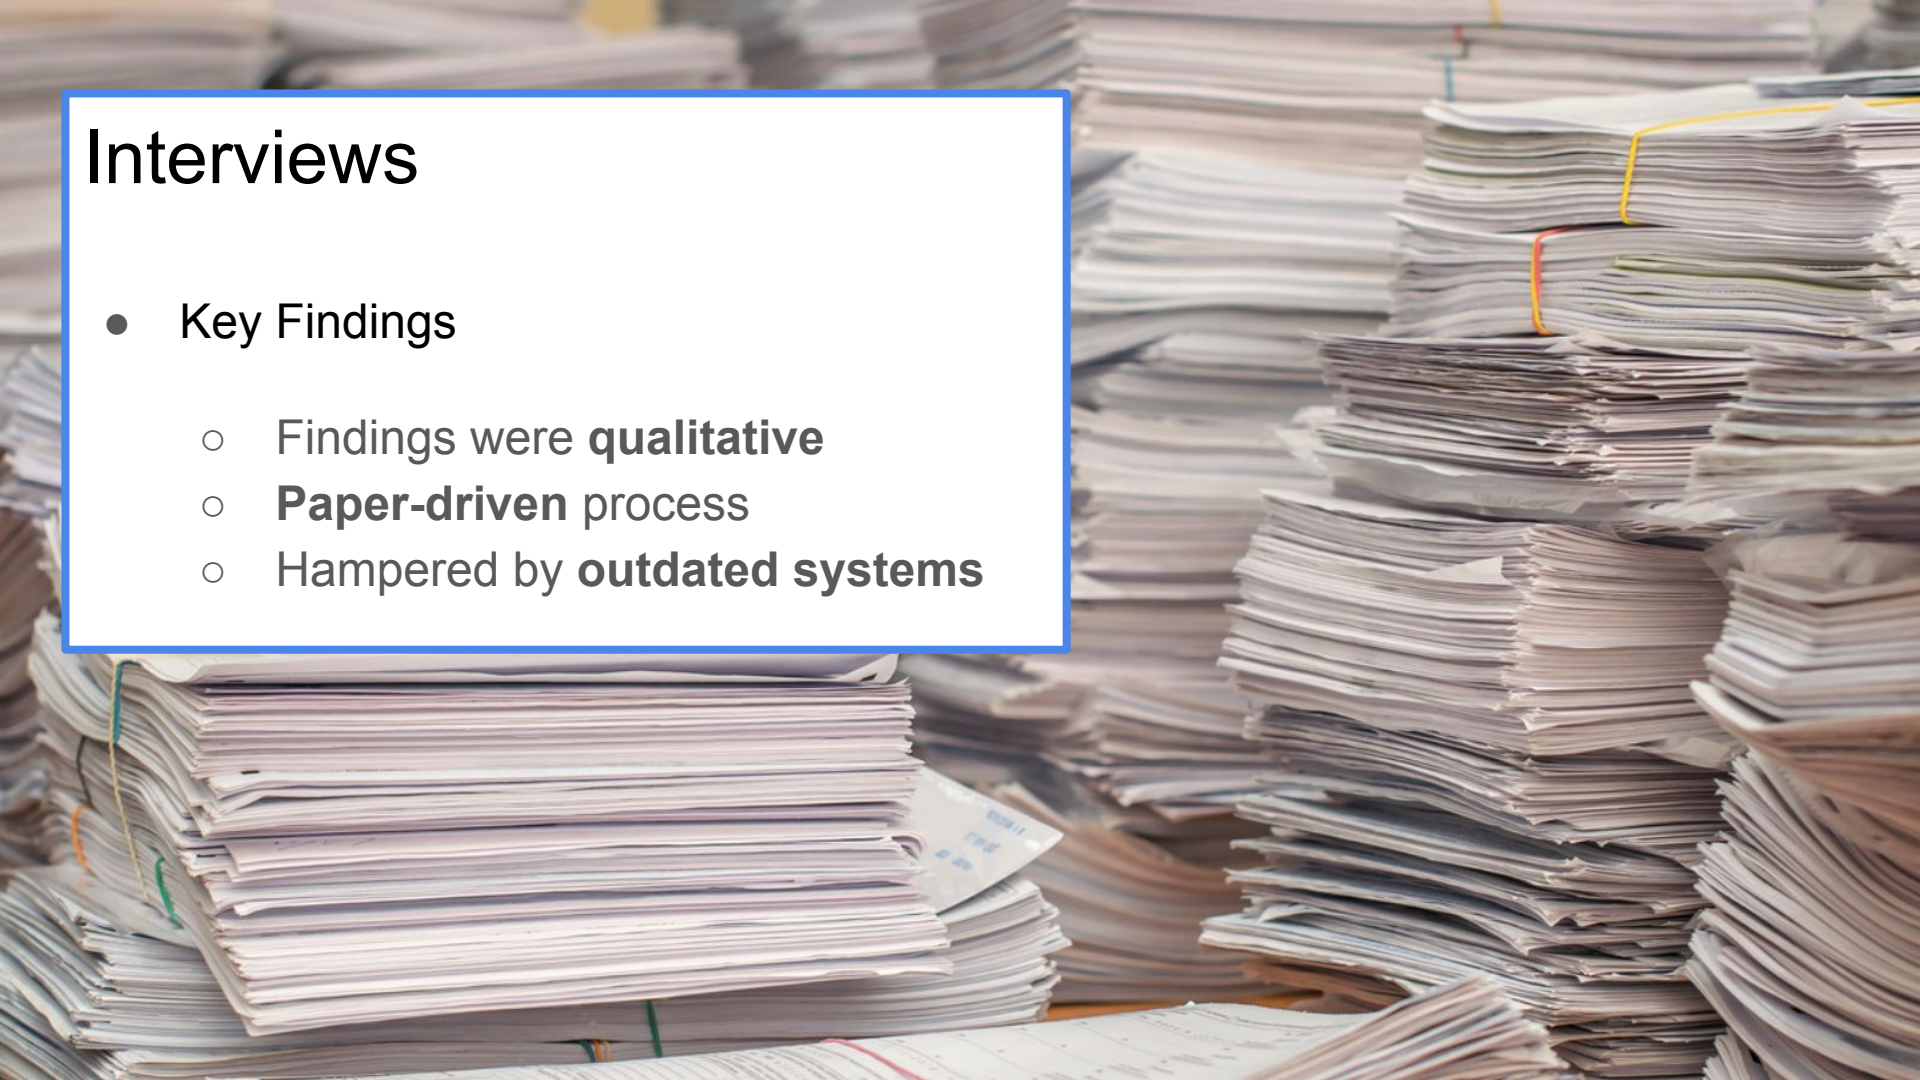 Interviews
● Key Findings
○ Findings were qualitative
○ Paper-driven process
○ Hampered by outdated systems